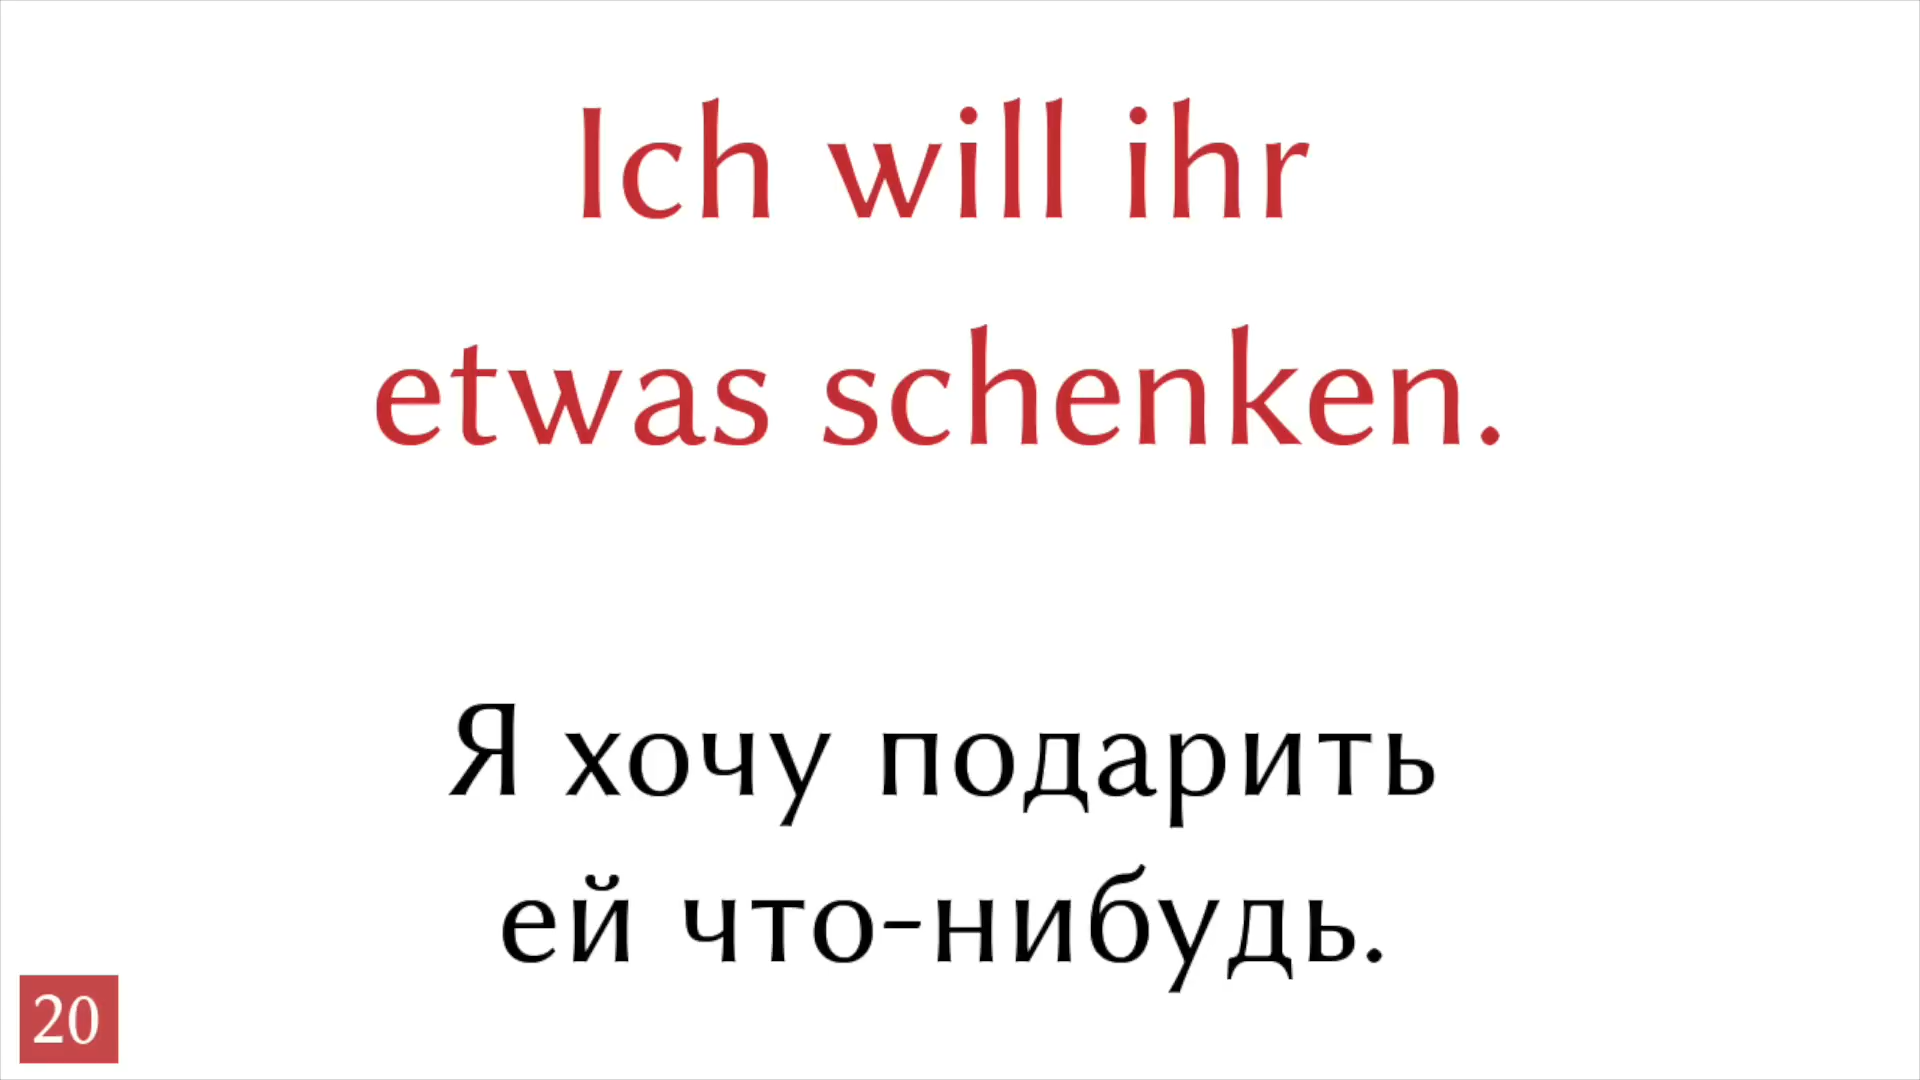 Ich will ihr
etwas schenken.
Я хочу подарить
ей что-нибудь.
20